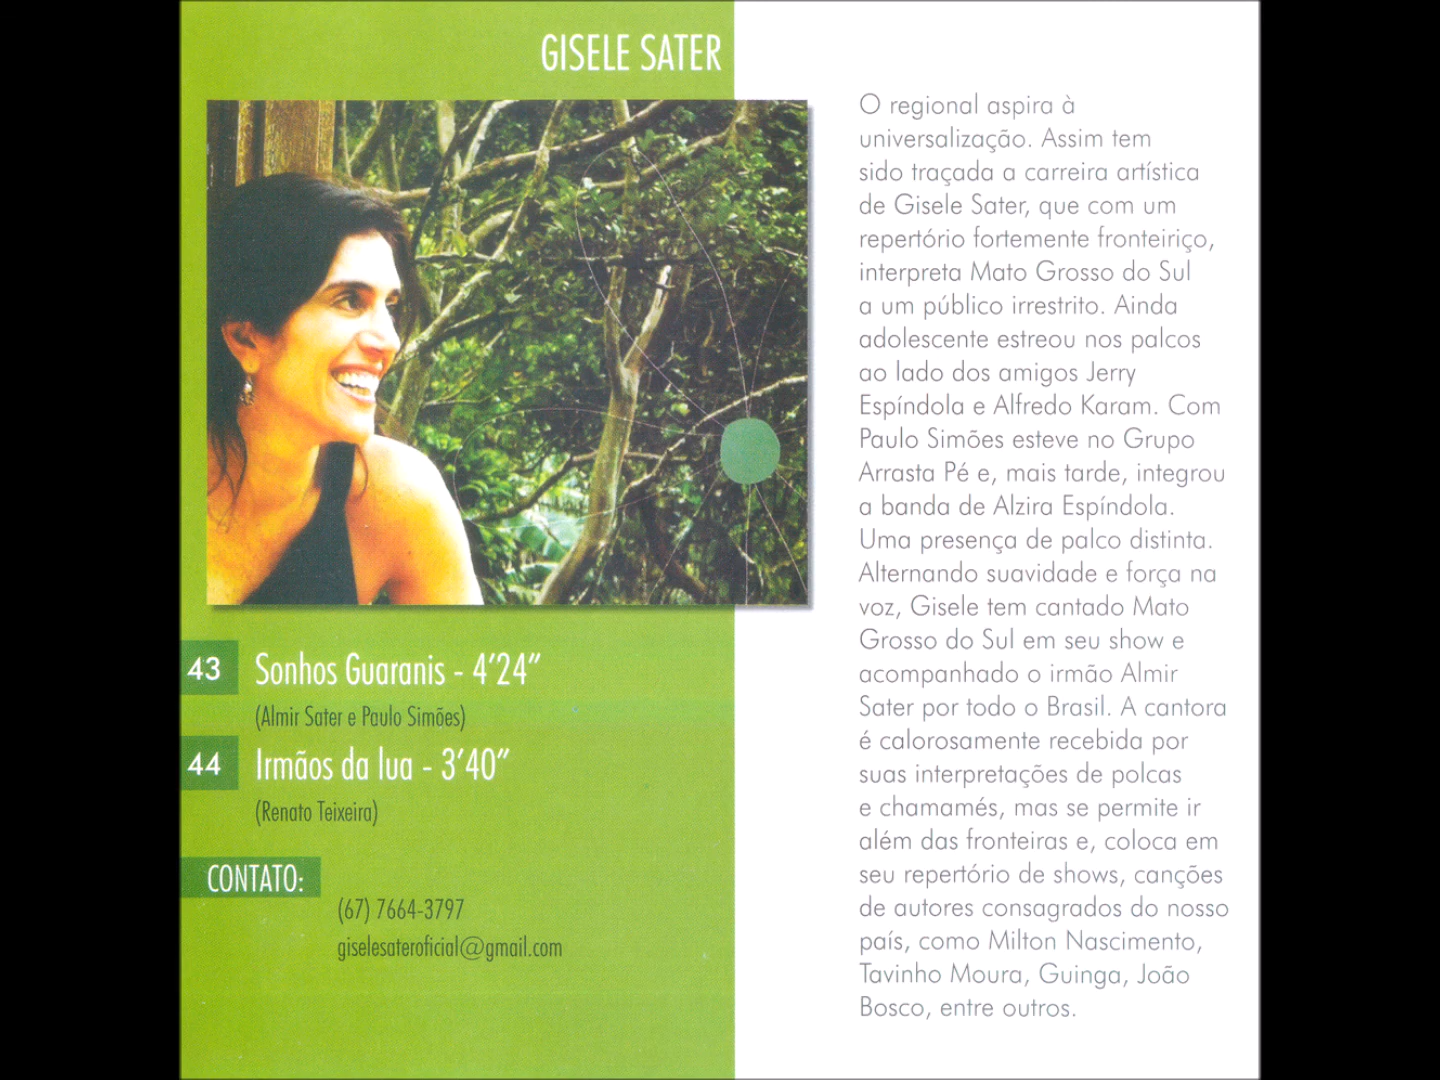 GISELE SATER
43 Sonhos Guaranis - 4’24”
(Almir Sater e Paulo Simões)
44 Irmãos da lua - 3’40”
(Renato Teixeira)
CONTATO:
(67) 7664-3797
giselesateroficial@gmail.com
O regional aspira à
universalização. Assim tem
sido traçada a carreira artística
de Gisele Sater, que com um
repertório fortemente fronteiriço,
interpreta Mato Grosso do Sul
a um público irrestrito. Ainda
adolescente estreou nos palcos
ao lado dos amigos Jerry
Espíndola e Alfredo Karam. Com
Paulo Simões esteve no Grupo
Arrasta Pé e, mais tarde, integrou
a banda de Alzira Espíndola.
Uma presença de palco distinta.
Alternando suavidade e força na
voz, Gisele tem cantado Mato
Grosso do Sul em seu show e
acompanhado o irmão Almir
Sater por todo o Brasil. A cantora
é calorosamente recebida por
suas interpretações de polcas
e chamamés, mas se permite ir
além das fronteiras e, coloca em
seu repertório de shows, canções
de autores consagrados do nosso
país, como Milton Nascimento,
Tavinho Moura, Guinga, João
Bosco, entre outros.